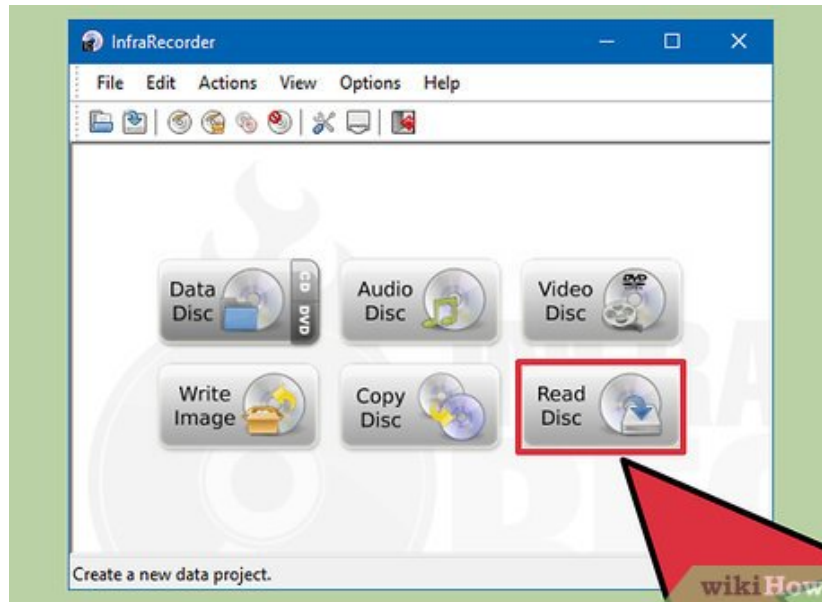 InfraRecorder
File Edit Actions View Options Help
Data Disc
CD DVD
Audio Disc
Video Disc
DVD
Write Image
Copy Disc
Read Disc
Create a new data project.
wikiHow